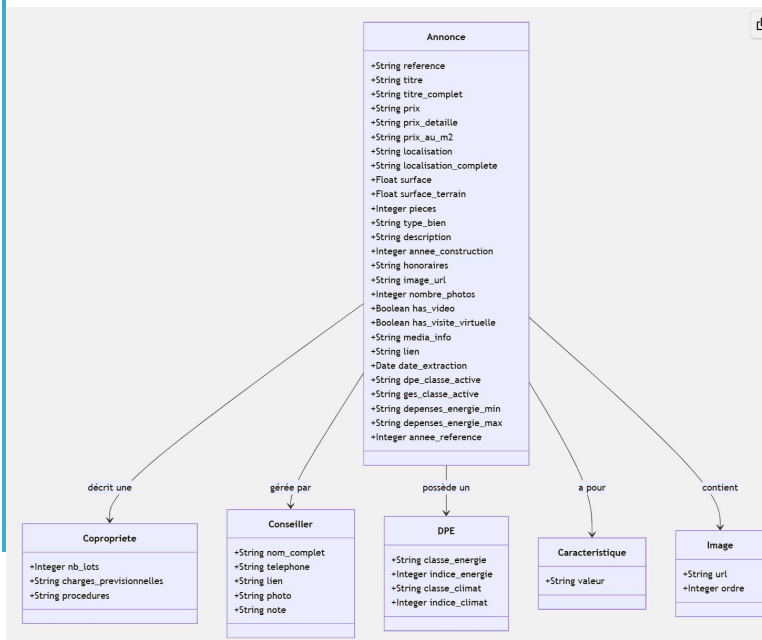 Annonce
+String reference
+String titre
+String titre_complet
+String prix
+String prix_detaille
+String prix_au_m2
+String localisation
+String localisation_complete
+Float surface
+Float surface_terrain
+Integer pieces
+String type_bien
+String description
+Integer annee_construction
+String honoraires
+String image_url
+Integer nombre_photos
+Boolean has_video
+Boolean has_visite_virtuelle
+String media_info
+String lien
+Date date_extraction
+String dpe_classe_active
+String ges_classe_active
+String depenses_energie_min
+String depenses_energie_max
+Integer annee_reference
décrit une
gérée par
possède un
a pour
contient
Copropriete
+Integer nb_lots
+String charges_previsionnelles
+String procedures
Conseiller
+String nom_complet
+String telephone
+String lien
+String photo
+String note
DPE
+String classe_energie
+Integer indice_energie
+String classe_climat
+Integer indice_climat
Caracteristique
+String valeur
Image
+String url
+Integer ordre